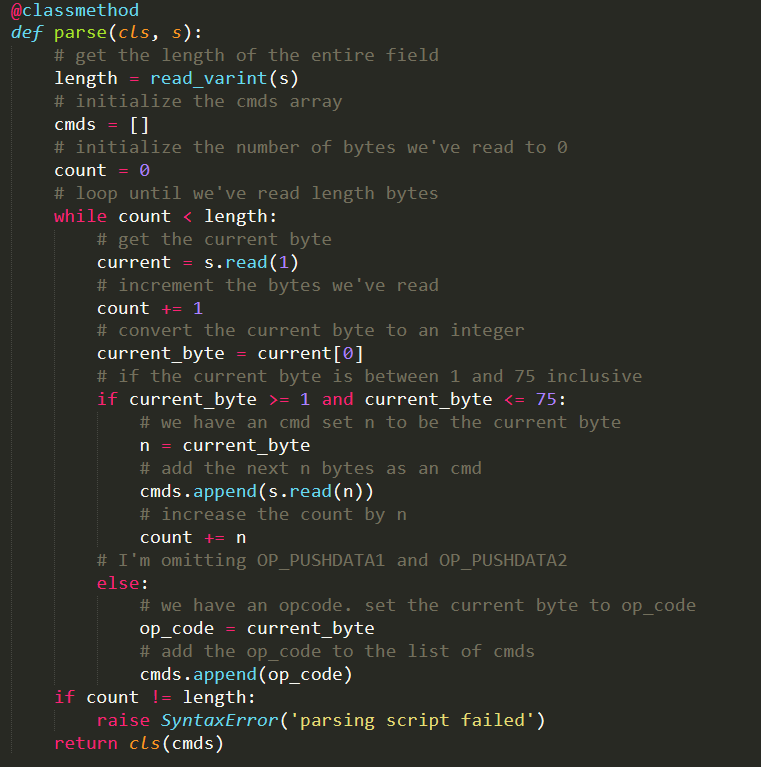 @classmethod
def parse(cls, s):
    # get the length of the entire field
    length = read_varint(s)
    # initialize the cmds array
    cmds = []
    # initialize the number of bytes we've read to 0
    count = 0
    # loop until we've read length bytes
    while count < length:
        # get the current byte
        current = s.read(1)
        # increment the bytes we've read
        count += 1
        # convert the current byte to an integer
        current_byte = current[0]
        # if the current byte is between 1 and 75 inclusive
        if current_byte >= 1 and current_byte <= 75:
            # we have an cmd set n to be the current byte
            n = current_byte
            # add the next n bytes as an cmd
            cmds.append(s.read(n))
            # increase the count by n
            count += n
        # I'm omitting OP_PUSHDATA1 and OP_PUSHDATA2
        else:
            # we have an opcode. set the current byte to op_code
            op_code = current_byte
            # add the op_code to the list of cmds
            cmds.append(op_code)
    if count != length:
        raise SyntaxError('parsing script failed')
    return cls(cmds)